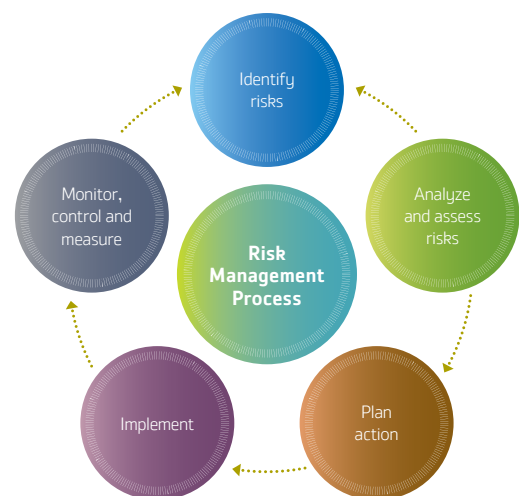 Identify
risks
Analyze
and assess
risks
Plan
action
Implement
Monitor,
control and
measure
Risk
Management
Process